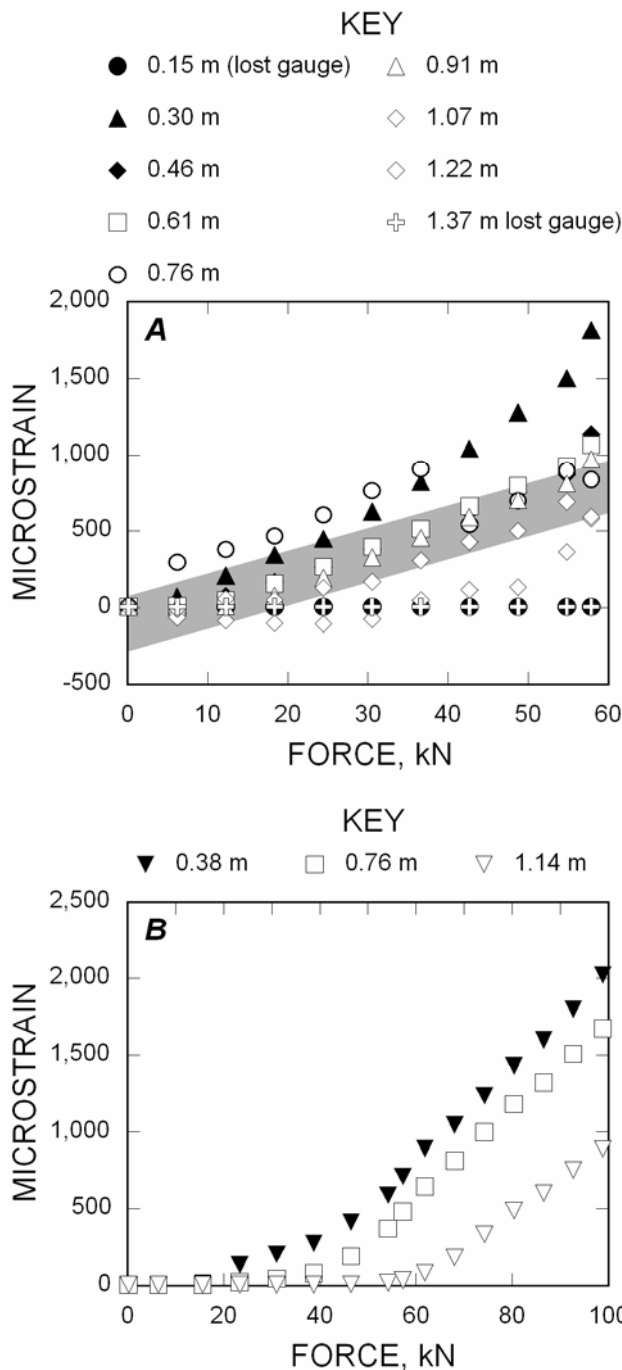 KEY
0.15 m (lost gauge) 0.91 m
0.30 m 1.07 m
0.46 m 1.22 m
0.61 m 1.37 m lost gauge)
0.76 m
2,000
1,500
1,000
500
0
-500
MICROSTRAIN
A
0 10 20 30 40 50 60
FORCE, kN
KEY
0.38 m 0.76 m 1.14 m
2,500
2,000
1,500
1,000
500
0
MICROSTRAIN
B
0 20 40 60 80 100
FORCE, kN